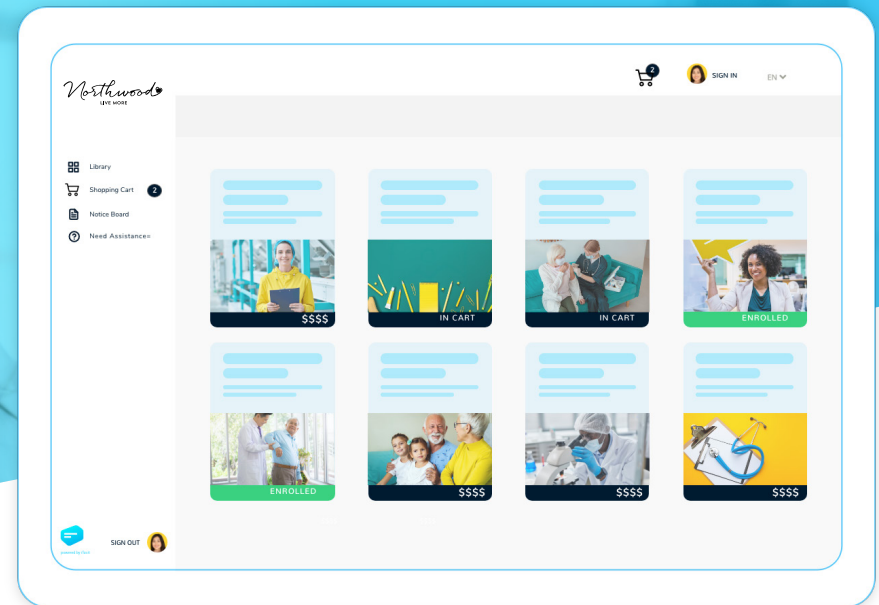 2
SIGN IN
EN
Northwood
LIVE MORE
Library
Shopping Cart 2
Notice Board
Need Assistance=
$$$$
IN CART
IN CART
ENROLLED
ENROLLED
$$$$
$$$$
$$$$
SIGN OUT